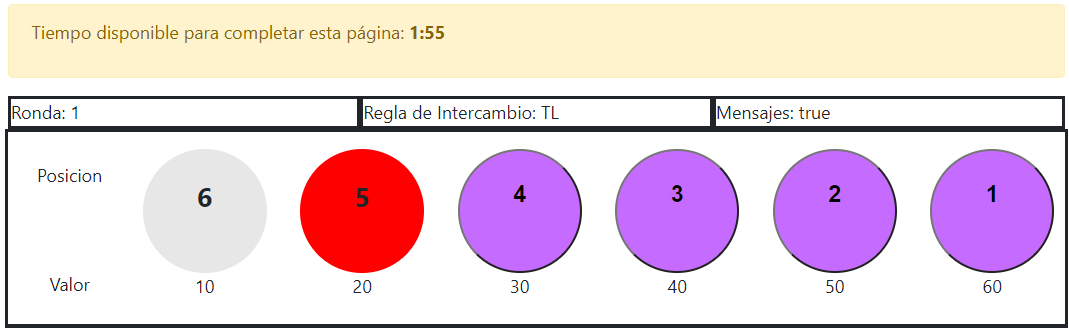 Tiempo disponible para completar esta página: 1:55
Ronda: 1 Regla de Intercambio: TL Mensajes: true
Posicion 6 5 4 3 2 1
Valor 10 20 30 40 50 60